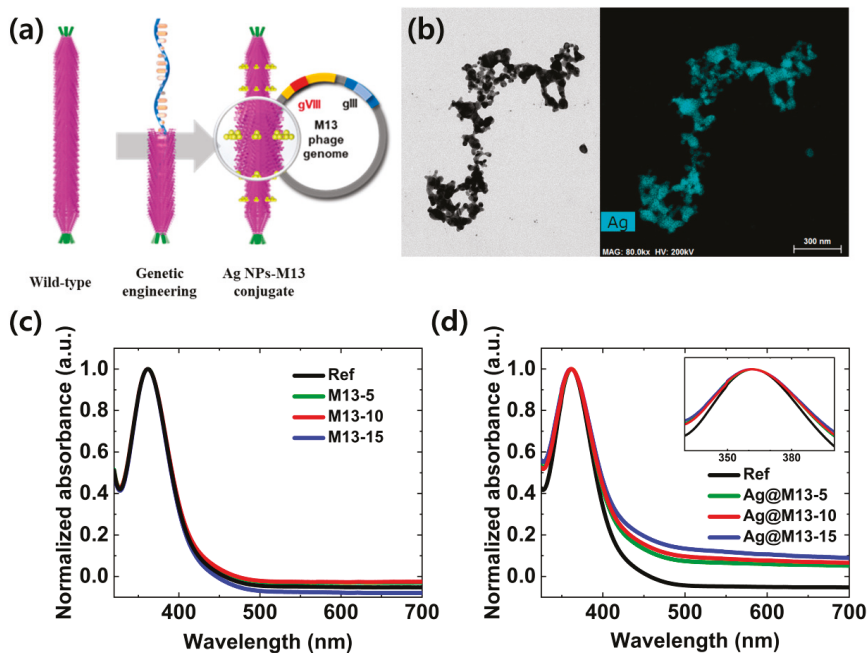 (a)
gVIII gIII
M13
phage
genome
Wild-type
Genetic
engineering
Ag NPs-M13
conjugate
(b)
Ag
MAG: 80.0kx HV: 200kV
300 nm
(c)
Normalized absorbance (a.u.)
1.0
0.8
0.6
0.4
0.2
0.0
400 500 600 700
Wavelength (nm)
Ref
M13-5
M13-10
M13-15
(d)
Normalized absorbance (a.u.)
1.0
0.8
0.6
0.4
0.2
0.0
400 500 600 700
Wavelength (nm)
350 380
Ref
Ag@M13-5
Ag@M13-10
Ag@M13-15